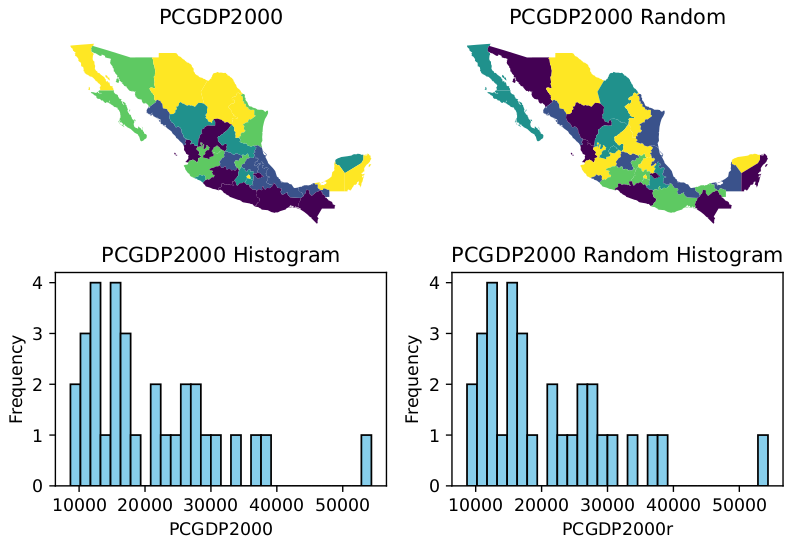 PCGDP2000
PCGDP2000 Random
PCGDP2000 Histogram
4
3
2
1
0
Frequency
10000 20000 30000 40000 50000
PCGDP2000
PCGDP2000 Random Histogram
4
3
2
1
0
Frequency
10000 20000 30000 40000 50000
PCGDP2000r